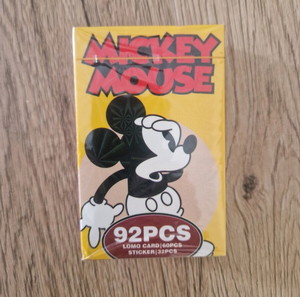 MICKEY
MOUSE
92PCS
LOMO CARD|60PCS
STICKER|32PCS